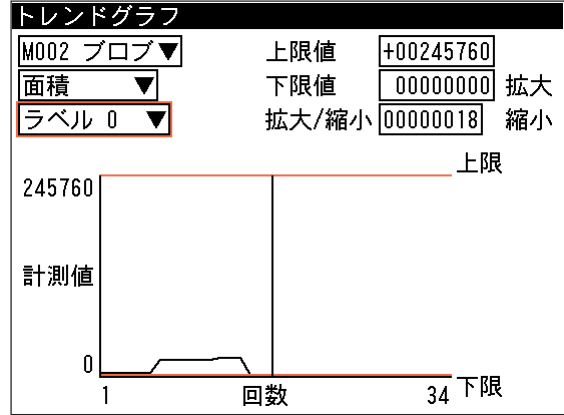 トレンドグラフ
M002 ブロブ▼ 上限値 +00245760
面積 ▼ 下限値 00000000 拡大
ラベル 0 ▼ 拡大/縮小 00000018 縮小
上限
245760
計測値
0
下限
1 回数 34